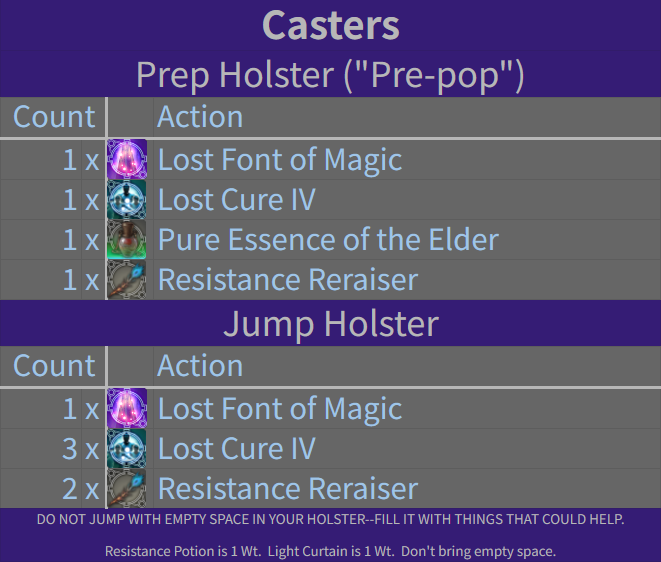 Casters
Prep Holster ("Pre-pop")
Count Action
1 x Lost Font of Magic
1 x Lost Cure IV
1 x Pure Essence of the Elder
1 x Resistance Reraiser
Jump Holster
Count Action
1 x Lost Font of Magic
3 x Lost Cure IV
2 x Resistance Reraiser
DO NOT JUMP WITH EMPTY SPACE IN YOUR HOLSTER--FILL IT WITH THINGS THAT COULD HELP.
Resistance Potion is 1 Wt.  Light Curtain is 1 Wt.  Don't bring empty space.